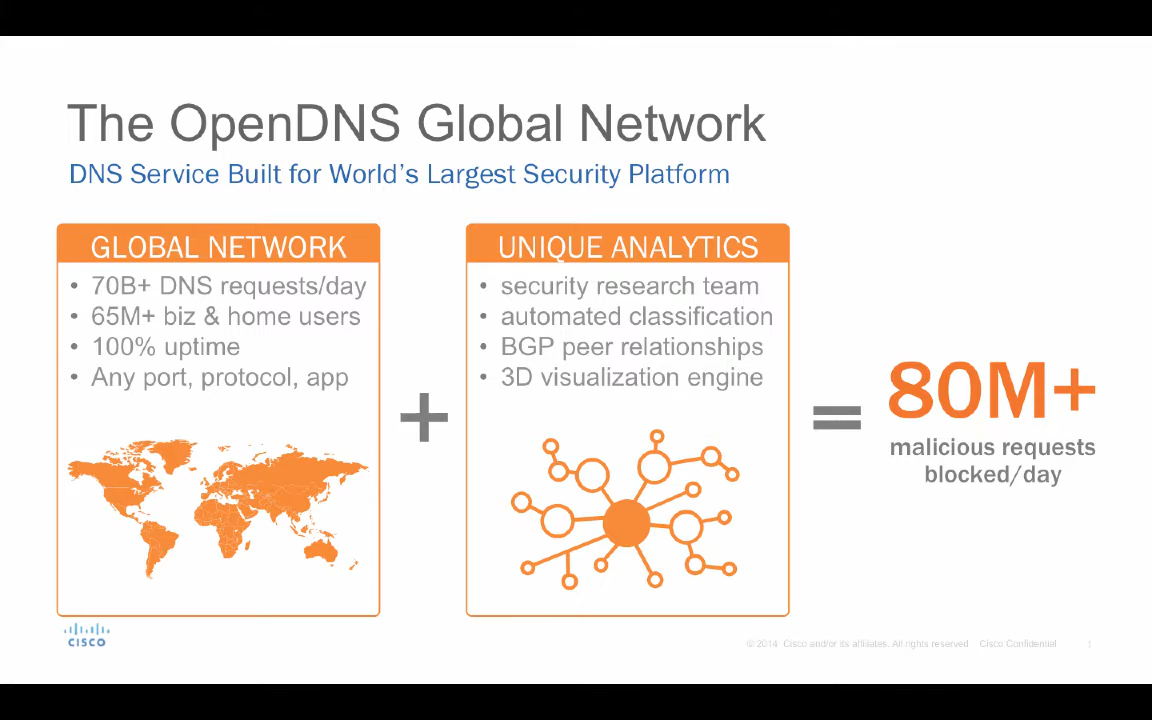 The OpenDNS Global Network
DNS Service Built for World's Largest Security Platform
GLOBAL NETWORK
• 70B+ DNS requests/day
• 65M+ biz & home users
• 100% uptime
• Any port, protocol, app
+
UNIQUE ANALYTICS
• security research team
• automated classification
• BGP peer relationships
• 3D visualization engine
=
80M+
malicious requests
blocked/day
CISCO
© 2014 Cisco and/or its affiliates. All rights reserved Cisco Confidential 1